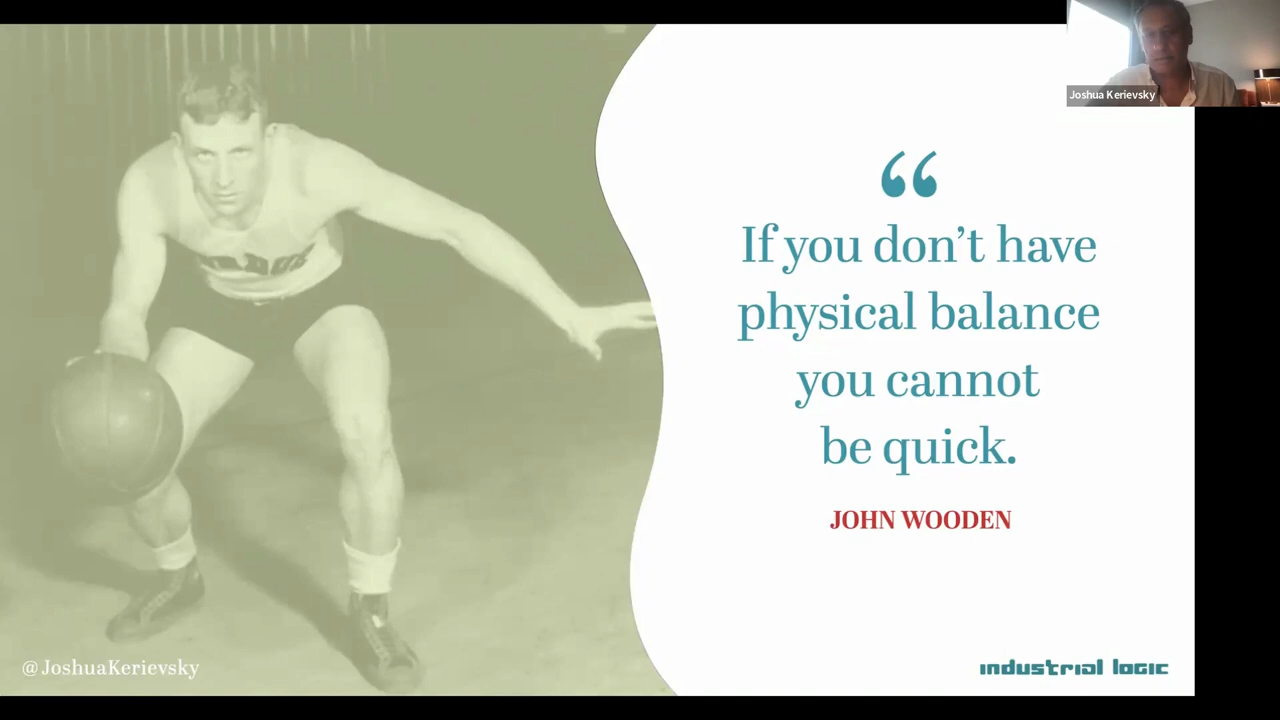 Joshua Kerievsky
“
If you don’t have
physical balance
you cannot
be quick.
JOHN WOODEN
@JoshuaKerievsky
industrial logic